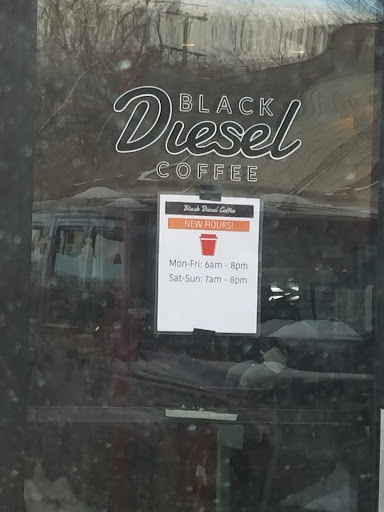 BLACK
Diesel
COFFEE
Black Diesel Coffee
NEW HOURS!
Mon-Fri: 6am - 8pm
Sat-Sun: 7am - 8pm